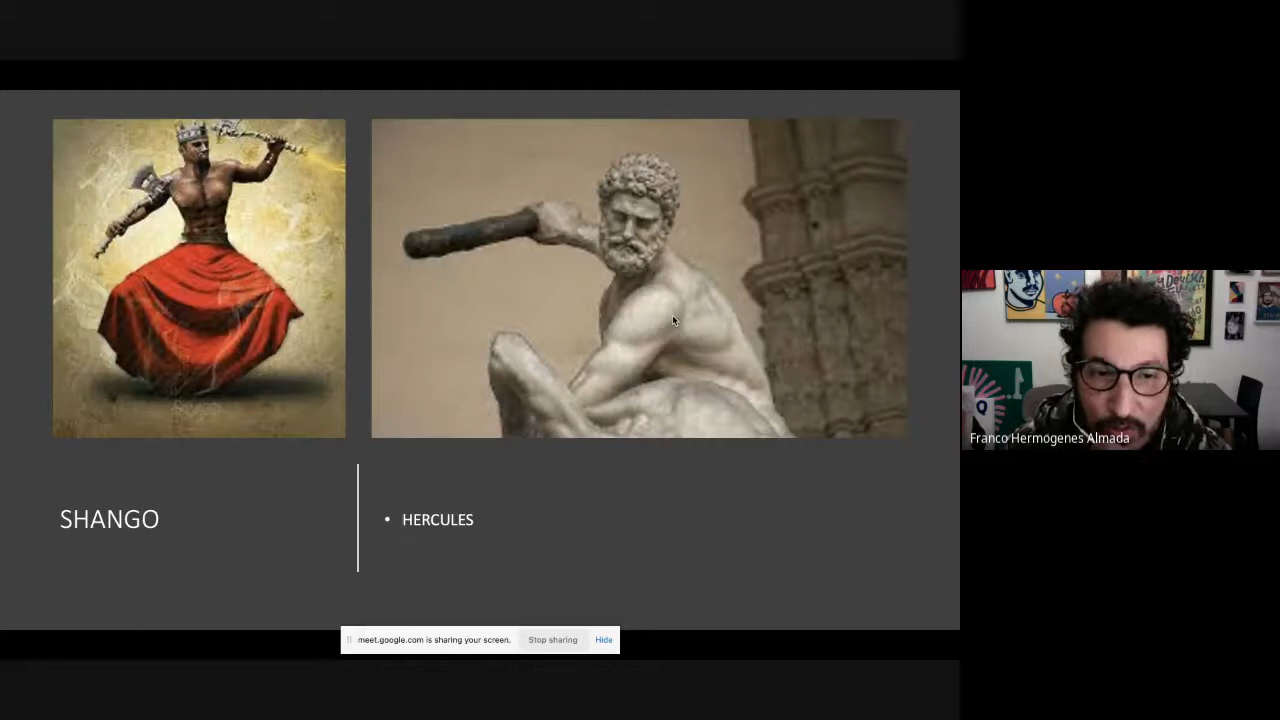 SHANGO
• HERCULES
Franco Hermogenes Almada
meet.google.com is sharing your screen.
Stop sharing
Hide